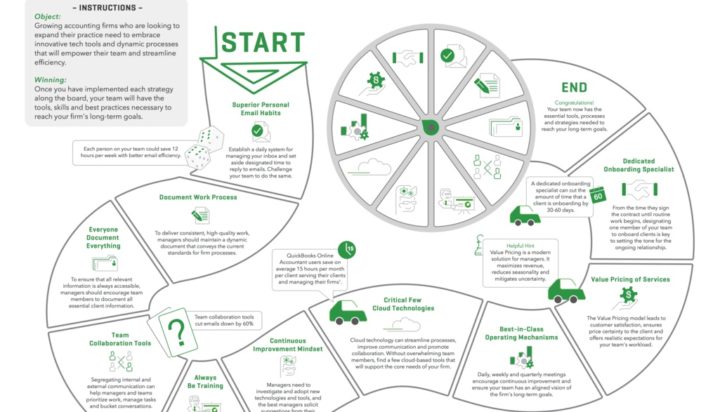 – INSTRUCTIONS –
Object:
Growing accounting firms who are looking to
expand their practice need to embrace
innovative tech tools and dynamic processes
that will empower their team and streamline
efficiency.
Winning:
Once you have implemented each strategy
along the board, your team will have the
tools, skills and best practices necessary to
reach your firm's long-term goals.
START
Superior Personal
Email Habits
Establish a daily system for
managing your inbox and set
aside designated time to
reply to emails. Challenge
your team to do the same.
Each person on your team could save 12
hours per week with better email efficiency.
Document Work Process
To deliver consistent, high-quality work,
managers should maintain a dynamic
document that conveys the current
standards for firm processes.
Everyone
Document
Everything
To ensure that all relevant
information is always accessible,
managers should encourage team
members to document all
essential client information.
Team
Collaboration Tools
Segregating internal and
external communication can
help managers and teams
prioritize work, manage tasks
and bucket conversations.
?
Team collaboration tools
cut emails down by 60%
Always
Be Training
Continuous
Improvement Mindset
Managers need to
investigate and adopt new
technologies and tools, and
the best managers solicit
suggestions from their
QuickBooks Online
Accountant users save on
average 15 hours per month
per client serving their clients
and managing their firms¹.
15
Critical Few
Cloud Technologies
Cloud technology can streamline processes,
improve communication and promote
collaboration. Without overwhelming team
members, find a few cloud-based tools that
will support the core needs of your firm.
Best-in-Class
Operating Mechanisms
Daily, weekly and quarterly meetings
encourage continuous improvement and
ensure your team has an aligned vision of
the firm's long-term goals.
Helpful Hint
Value Pricing is a modern
solution for managers. It
maximizes revenue,
reduces seasonality and
mitigates uncertainty.
Value Pricing of Services
The Value Pricing model leads to
customer satisfaction, ensures
price certainty to the client and
offers realistic expectations for
your team's workload.
A dedicated onboarding
specialist can cut the
amount of time that a
client is onboarding by
30-60 days.
60
Dedicated
Onboarding Specialist
From the time they sign
the contract until routine
work begins, designating
one member of your team
to onboard clients is key
to setting the tone for the
ongoing relationship.
END
Congratulations!
Your team now has the
essential tools, processes
and strategies needed to
reach your long-term goals.